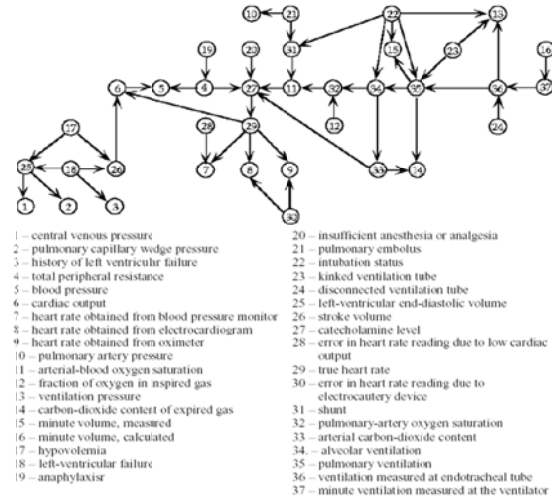 10 21 22 13
19 20 31 15 23 16
6 5 4 27 11 32 34 35 36 37
17 28 29 12
25 18 26 7 8 9 33 14
1 2 3 30
1 – central venous pressure
2 – pulmonary capillary wedge pressure
3 – history of left ventricular failure
4 – total peripheral resistance
5 – blood pressure
6 – cardiac output
7 – heart rate obtained from blood pressure monitor
8 – heart rate obtained from electrocardiogram
9 – heart rate obtained from oximeter
10 – pulmonary artery pressure
11 – arterial-blood oxygen saturation
12 – fraction of oxygen in inspired gas
13 – ventilation pressure
14 – carbon-dioxide content of expired gas
15 – minute volume, measured
16 – minute volume, calculated
17 – hypovolemia
18 – left-ventricular failure
19 – anaphylaxisr
20 – insufficient anesthesia or analgesia
21 – pulmonary embolus
22 – intubation status
23 – kinked ventilation tube
24 – disconnected ventilation tube
25 – left-ventricular end-diastolic volume
26 – stroke volume
27 – catecholamine level
28 – error in heart rate reading due to low cardiac
output
29 – true heart rate
30 – error in heart rate reading due to
electrocautery device
31 – shunt
32 – pulmonary-artery oxygen saturation
33 – arterial carbon-dioxide content
34. – alveolar ventilation
35 – pulmonary ventilation
36 – ventilation measured at endotracheal tube
37 – minute ventilation measured at the ventilator